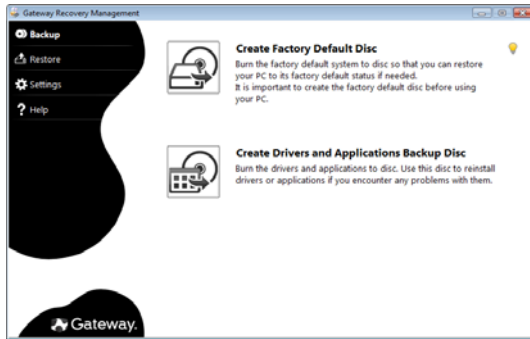 Gateway Recovery Management
Backup
Restore
Settings
Help
Create Factory Default Disc
Burn the factory default system to disc so that you can restore
your PC to its factory default status if needed.
It is important to create the factory default disc before using
your PC.
Create Drivers and Applications Backup Disc
Burn the drivers and applications to disc. Use this disc to reinstall
drivers or applications if you encounter any problems with them.
Gateway.